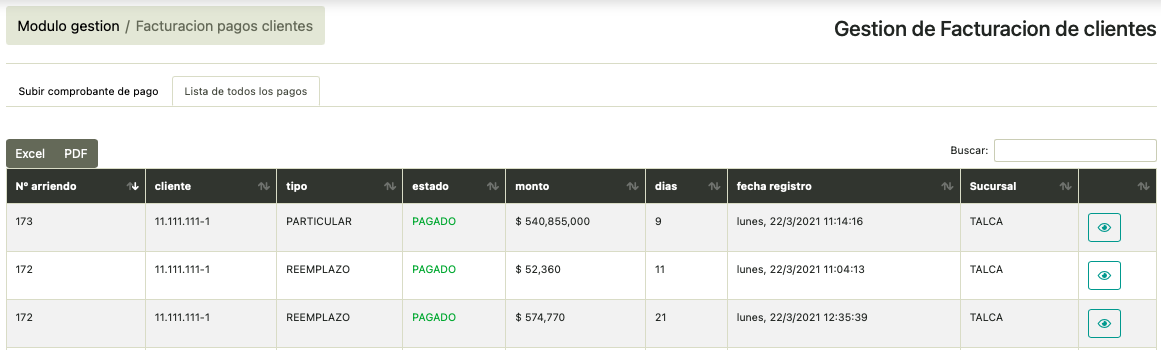 Modulo gestion / Facturacion pagos clientes
Gestion de Facturacion de clientes
Subir comprobante de pago Lista de todos los pagos
Excel PDF Buscar:
Nº arriendo cliente tipo estado monto dias fecha registro Sucursal
173 11.111.111-1 PARTICULAR PAGADO $ 540,855,000 9 lunes, 22/3/2021 11:14:16 TALCA
172 11.111.111-1 REEMPLAZO PAGADO $ 52,360 11 lunes, 22/3/2021 11:04:13 TALCA
172 11.111.111-1 REEMPLAZO PAGADO $ 574,770 21 lunes, 22/3/2021 12:35:39 TALCA